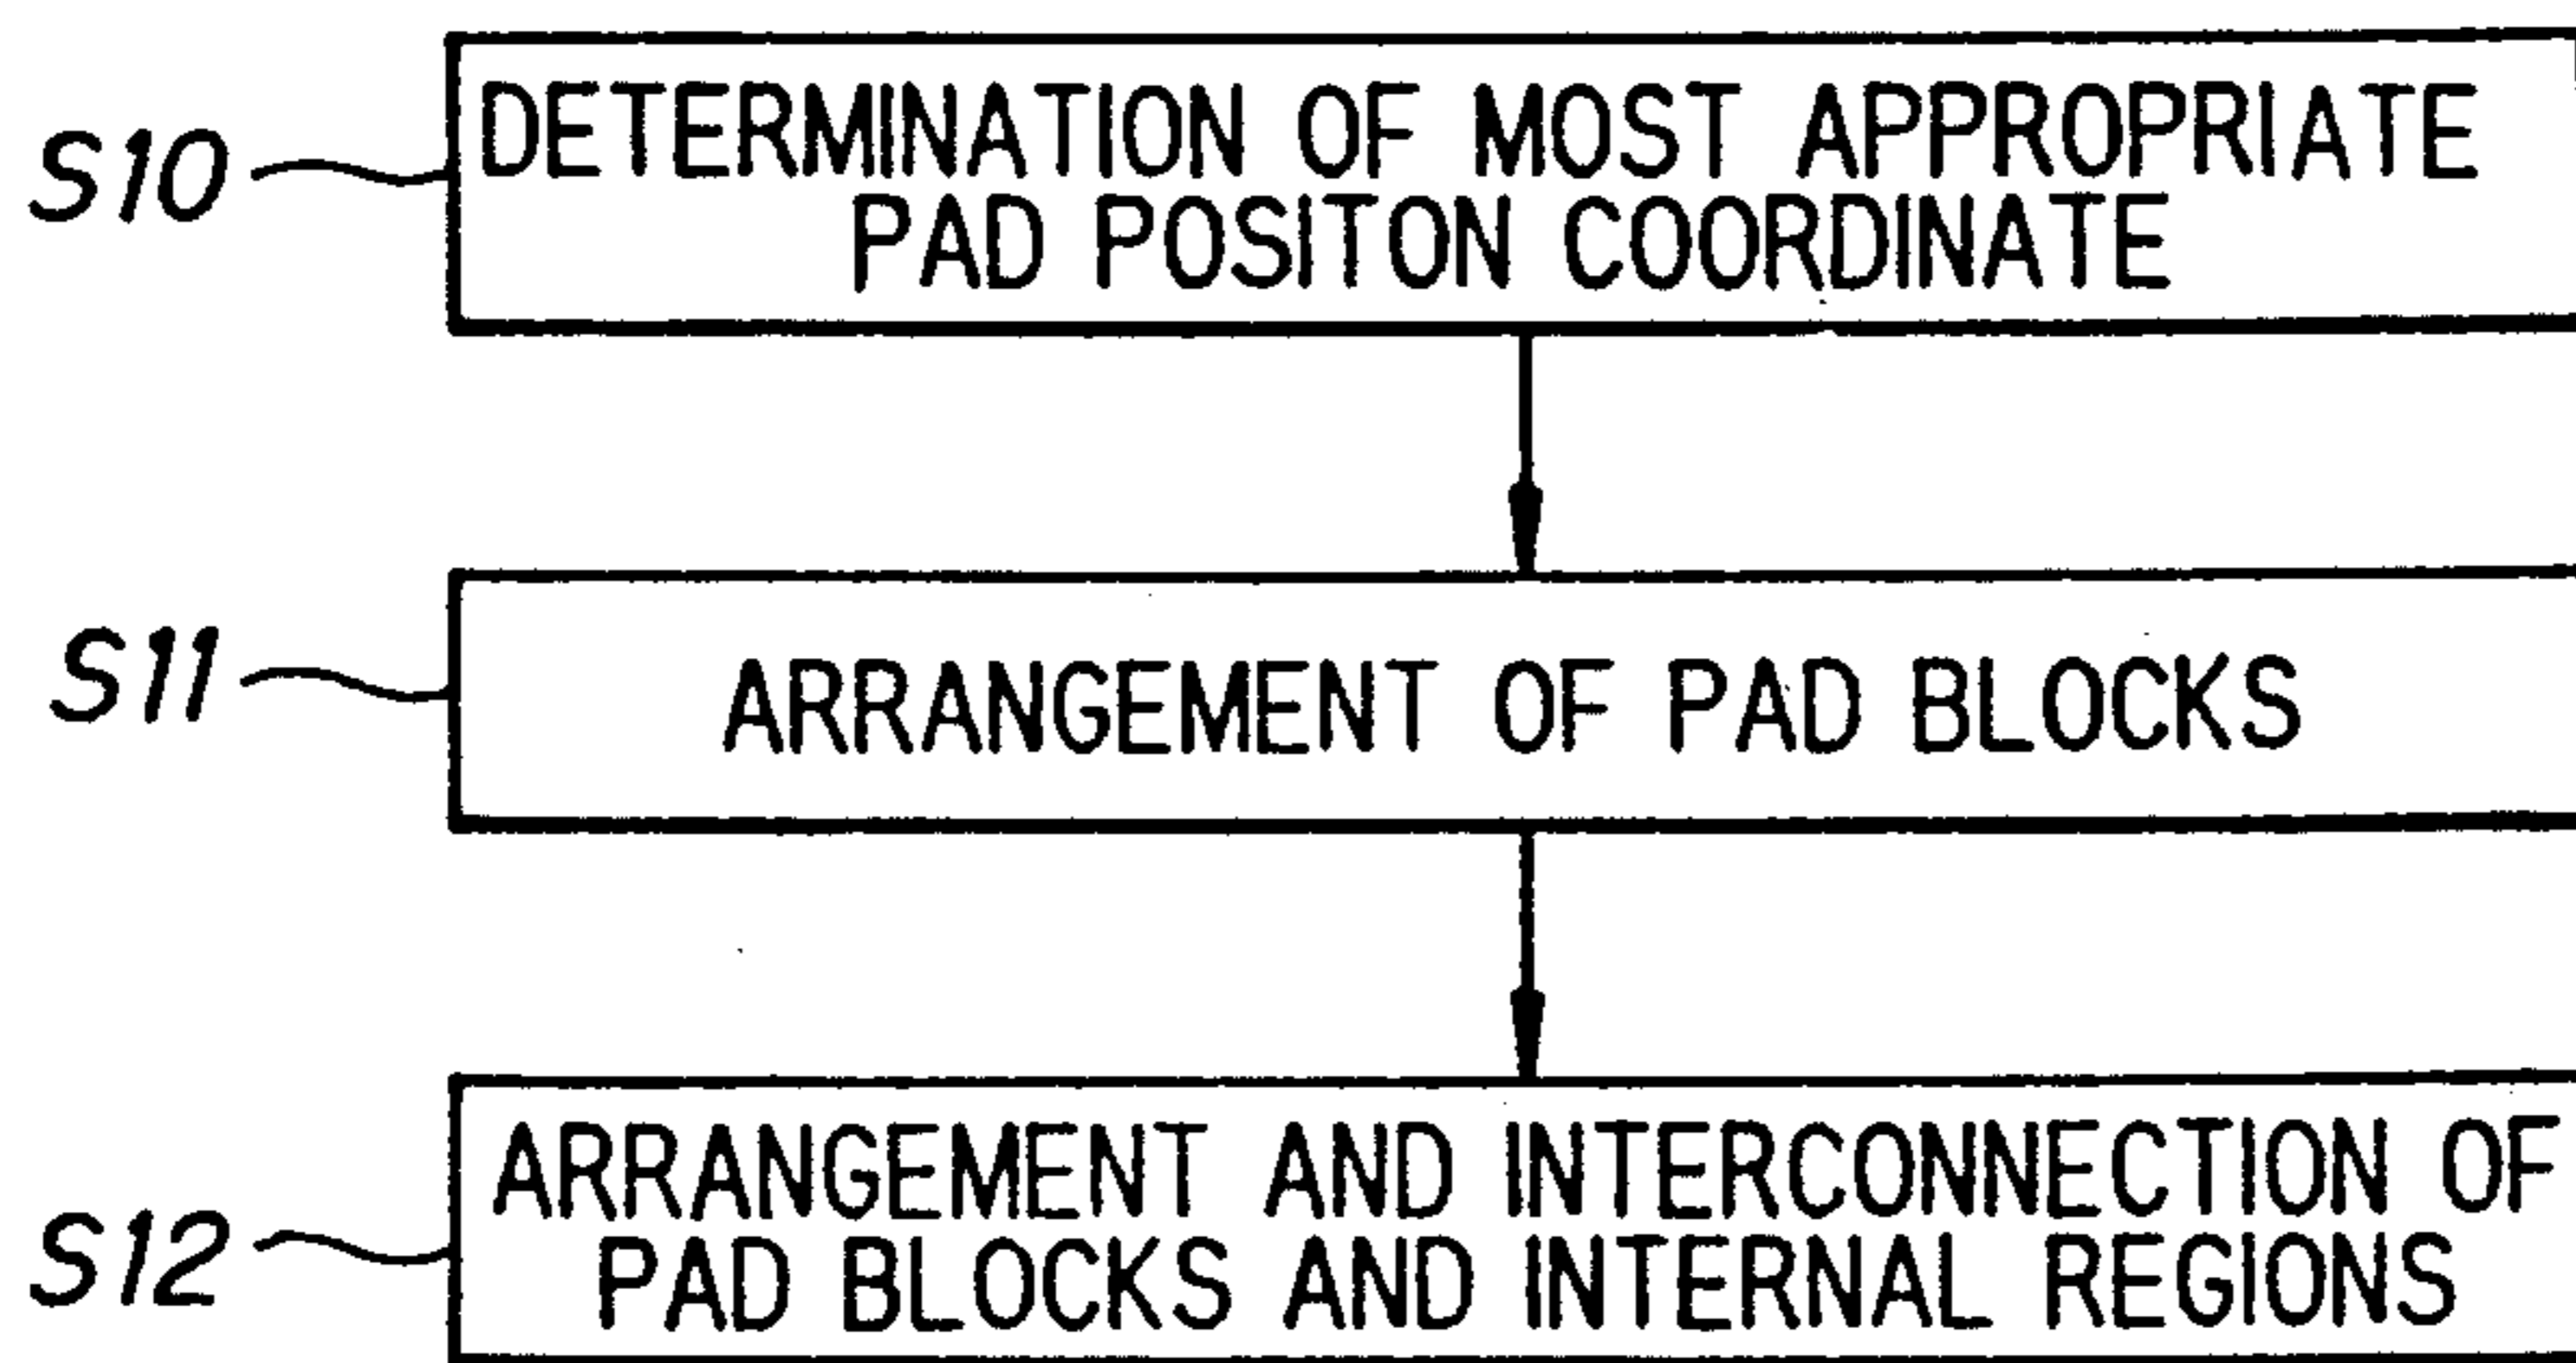 S10
DETERMINATION OF MOST APPROPRIATE
PAD POSITON COORDINATE
S11
ARRANGEMENT OF PAD BLOCKS
S12
ARRANGEMENT AND INTERCONNECTION OF
PAD BLOCKS AND INTERNAL REGIONS